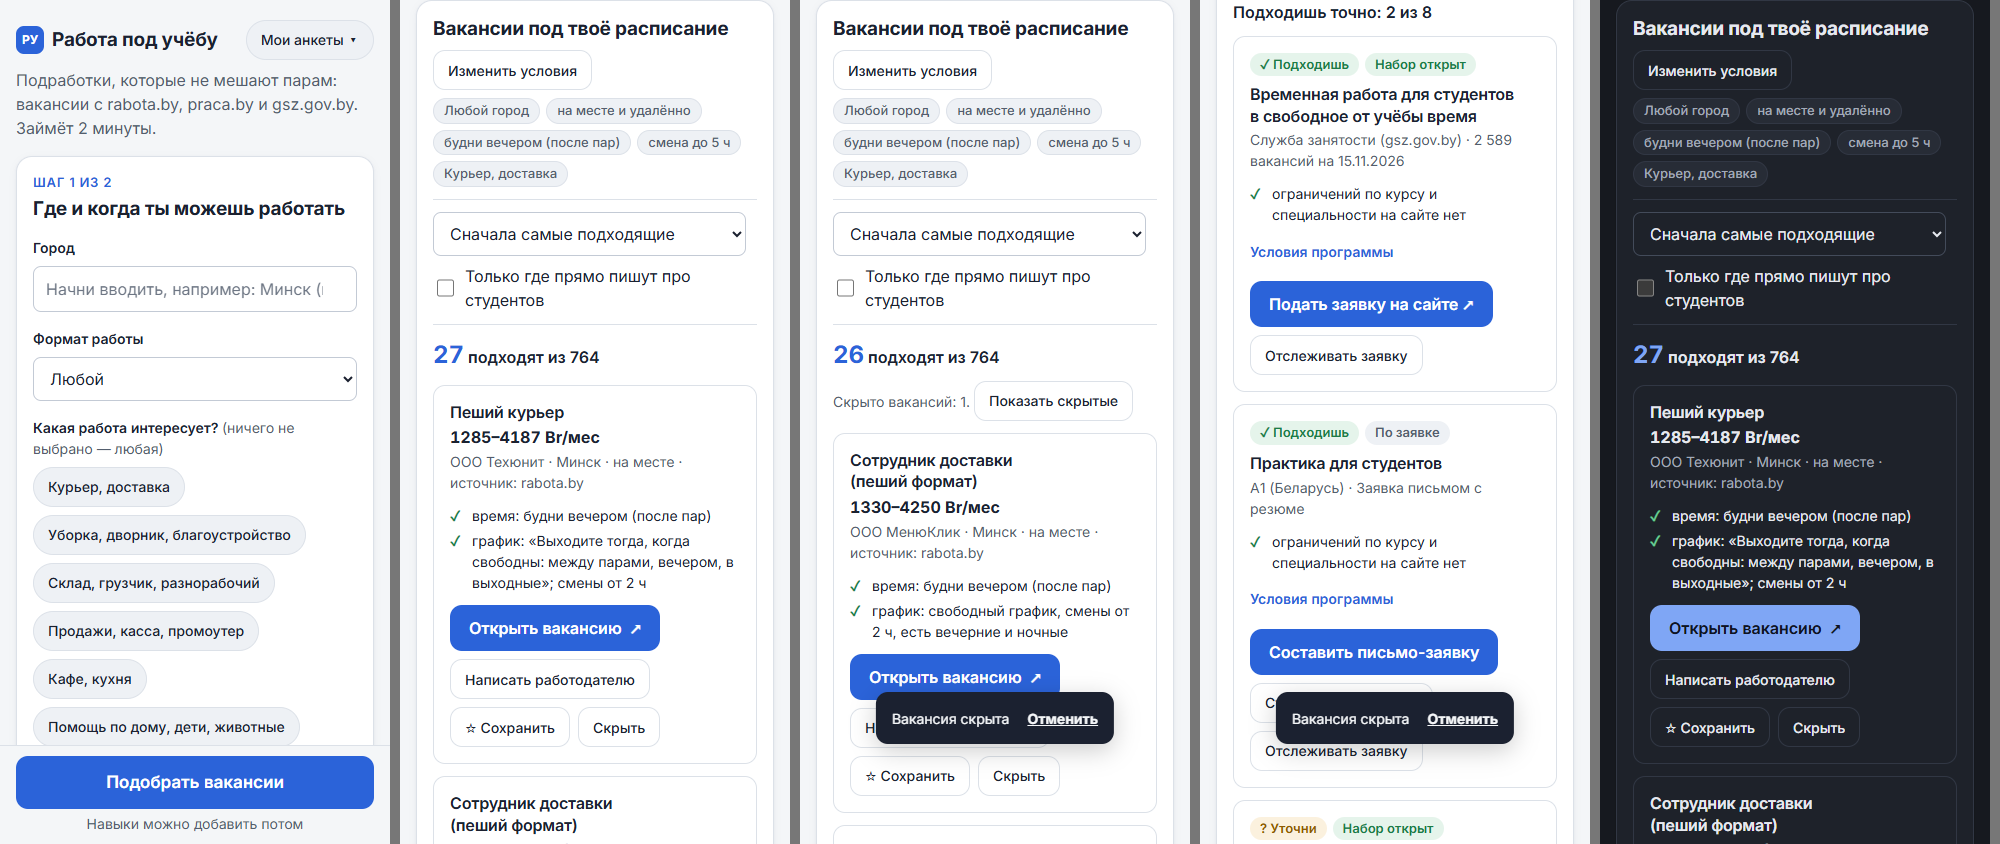 РУ Работа под учёбу
Мои анкеты ▾
Подработки, которые не мешают парам:
вакансии с rabota.by, praca.by и gsz.gov.by.
Займёт 2 минуты.
ШАГ 1 ИЗ 2
Где и когда ты можешь работать
Город
Начни вводить, например: Минск (
Формат работы
Любой
Какая работа интересует? (ничего не
выбрано — любая)
Курьер, доставка
Уборка, дворник, благоустройство
Склад, грузчик, разнорабочий
Продажи, касса, промоутер
Кафе, кухня
Помощь по дому, дети, животные
Подобрать вакансии
Навыки можно добавить потом
Вакансии под твоё расписание
Изменить условия
Любой город
на месте и удалённо
будни вечером (после пар)
смена до 5 ч
Курьер, доставка
Сначала самые подходящие
Только где прямо пишут про
студентов
27 подходят из 764
Пеший курьер
1285–4187 Br/мес
ООО Техюнит · Минск · на месте ·
источник: rabota.by
✓ время: будни вечером (после пар)
✓ график: «Выходите тогда, когда
свободны: между парами, вечером, в
выходные»; смены от 2 ч
Открыть вакансию ↗
Написать работодателю
☆ Сохранить
Скрыть
Сотрудник доставки
(пеший формат)
Вакансии под твоё расписание
Изменить условия
Любой город
на месте и удалённо
будни вечером (после пар)
смена до 5 ч
Курьер, доставка
Сначала самые подходящие
Только где прямо пишут про
студентов
26 подходят из 764
Скрыто вакансий: 1.
Показать скрытые
Сотрудник доставки
(пеший формат)
1330–4250 Br/мес
ООО МенюКлик · Минск · на месте ·
источник: rabota.by
✓ время: будни вечером (после пар)
✓ график: свободный график, смены от
2 ч, есть вечерние и ночные
Открыть вакансию ↗
Вакансия скрыта Отменить
☆ Сохранить
Скрыть
Подходишь точно: 2 из 8
✓ Подходишь
Набор открыт
Временная работа для студентов
в свободное от учёбы время
Служба занятости (gsz.gov.by) · 2 589
вакансий на 15.11.2026
✓ ограничений по курсу и
специальности на сайте нет
Условия программы
Подать заявку на сайте ↗
Отслеживать заявку
✓ Подходишь
По заявке
Практика для студентов
А1 (Беларусь) · Заявка письмом с
резюме
✓ ограничений по курсу и
специальности на сайте нет
Условия программы
Составить письмо-заявку
Вакансия скрыта Отменить
Отслеживать заявку
? Уточни
Набор открыт
Вакансии под твоё расписание
Изменить условия
Любой город
на месте и удалённо
будни вечером (после пар)
смена до 5 ч
Курьер, доставка
Сначала самые подходящие
Только где прямо пишут про
студентов
27 подходят из 764
Пеший курьер
1285–4187 Br/мес
ООО Техюнит · Минск · на месте ·
источник: rabota.by
✓ время: будни вечером (после пар)
✓ график: «Выходите тогда, когда
свободны: между парами, вечером, в
выходные»; смены от 2 ч
Открыть вакансию ↗
Написать работодателю
☆ Сохранить
Скрыть
Сотрудник доставки
(пеший формат)